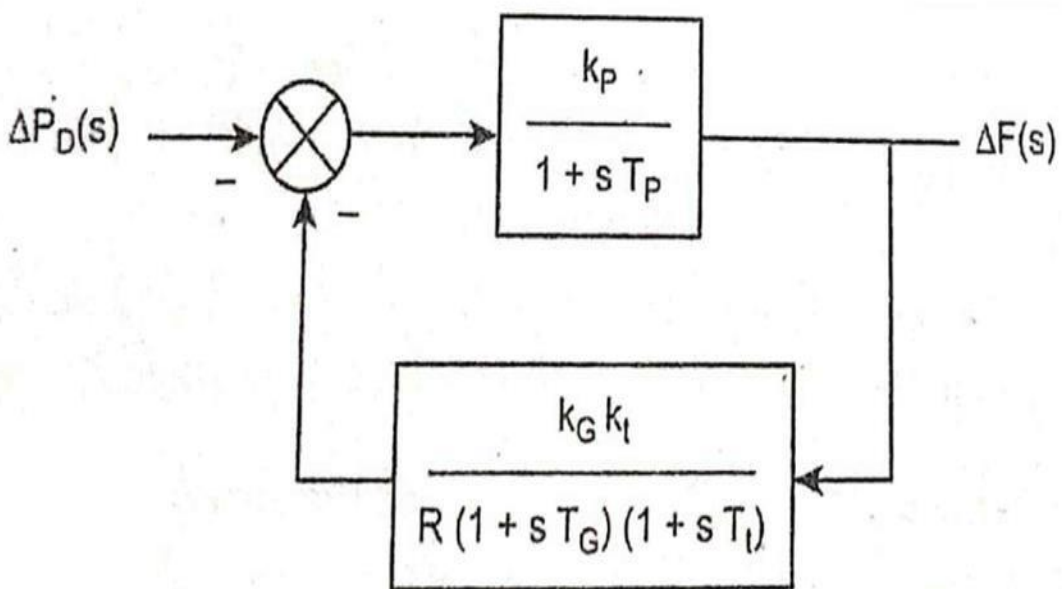 k_P
ΔP_D(s)
ΔF(s)
1 + s T_P
−
−
k_G k_t
R (1 + s T_G) (1 + s T_t)